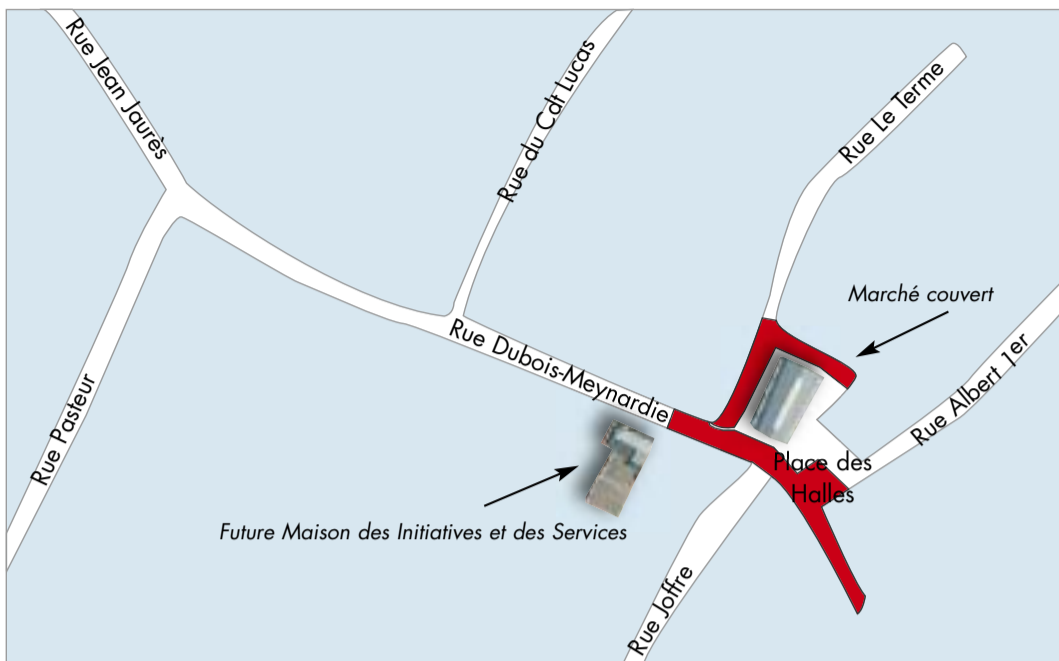 Rue Jean Jaurès
Rue du Cdt Lucas
Rue Le Terme
Marché couvert
Rue Dubois-Meynardie
Rue Albert 1er
Rue Pasteur
Place des
Halles
Future Maison des Initiatives et des Services
Rue Joffre